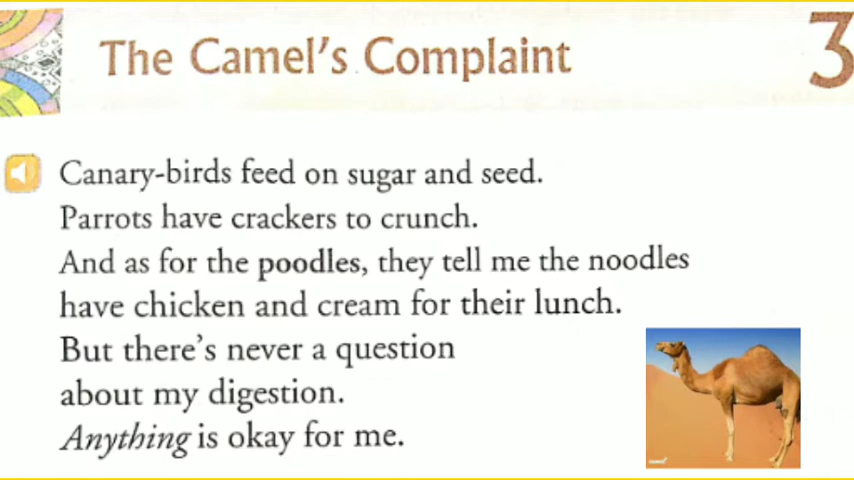 The Camel's Complaint
3
Canary-birds feed on sugar and seed.
Parrots have crackers to crunch.
And as for the poodles, they tell me the noodles
have chicken and cream for their lunch.
But there's never a question
about my digestion.
Anything is okay for me.